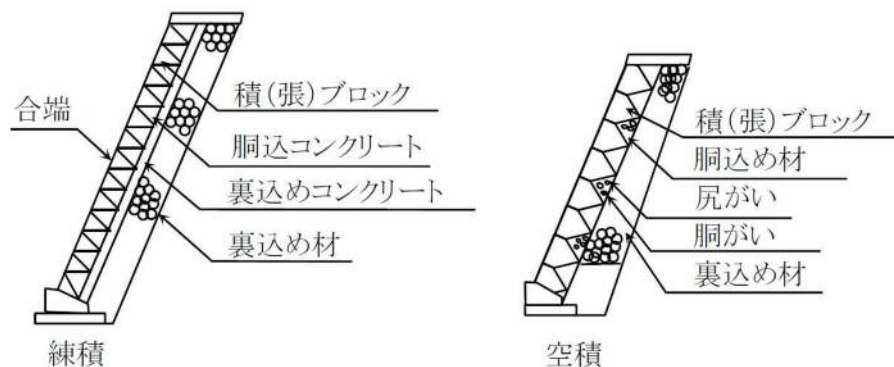 合端
積(張)ブロック
胴込コンクリート
裏込めコンクリート
裏込め材
練積
積(張)ブロック
胴込め材
尻がい
胴がい
裏込め材
空積